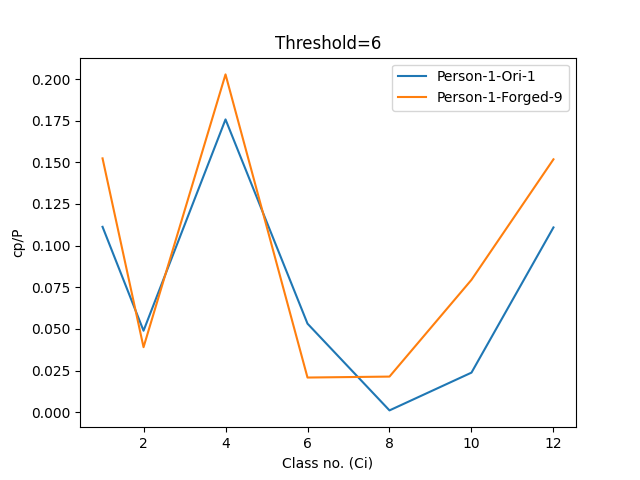 Threshold=6
Person-1-Ori-1
Person-1-Forged-9
cp/P
0.200
0.175
0.150
0.125
0.100
0.075
0.050
0.025
0.000
2 4 6 8 10 12
Class no. (Ci)